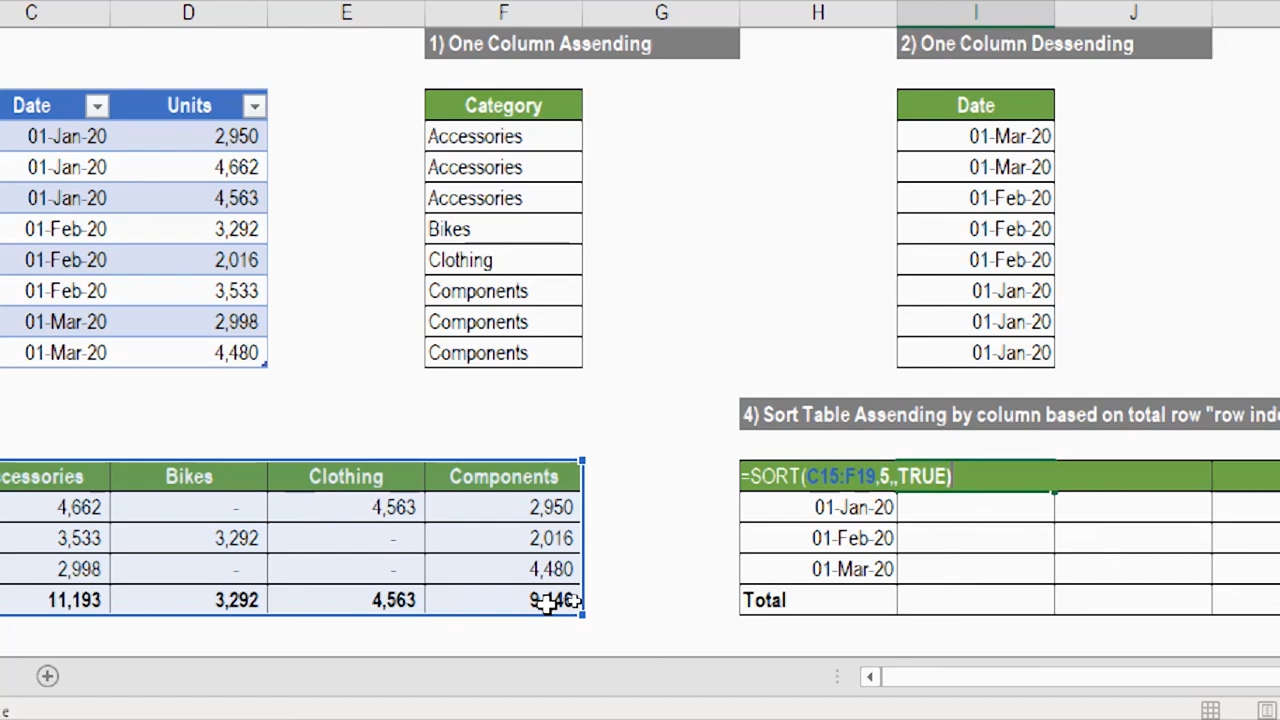 C D E F G H I J
1) One Column Assending 2) One Column Dessending
Date Units Category Date
01-Jan-20 2,950 Accessories 01-Mar-20
01-Jan-20 4,662 Accessories 01-Mar-20
01-Jan-20 4,563 Accessories 01-Feb-20
01-Feb-20 3,292 Bikes 01-Feb-20
01-Feb-20 2,016 Clothing 01-Feb-20
01-Feb-20 3,533 Components 01-Jan-20
01-Mar-20 2,998 Components 01-Jan-20
01-Mar-20 4,480 Components 01-Jan-20
4) Sort Table Assending by column based on total row "row inde
cessories Bikes Clothing Components =SORT(C15:F19,5,,TRUE)
4,662 - 4,563 2,950 01-Jan-20
3,533 3,292 - 2,016 01-Feb-20
2,998 - - 4,480 01-Mar-20
11,193 3,292 4,563 Total
e